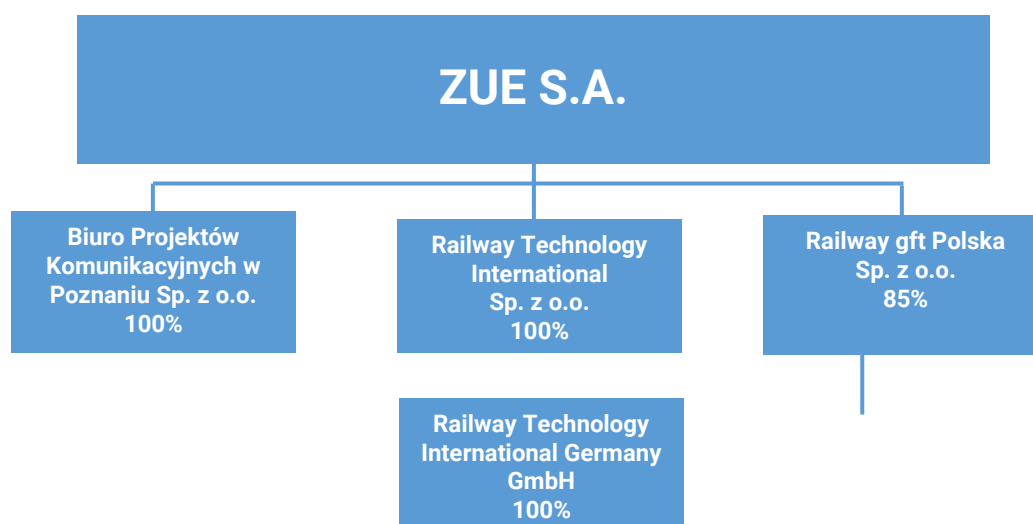 ZUE S.A.
Biuro Projektów
Komunikacyjnych w
Poznaniu Sp. z o.o.
100%
Railway Technology
International
Sp. z o.o.
100%
Railway gft Polska
Sp. z o.o.
85%
Railway Technology
International Germany
GmbH
100%